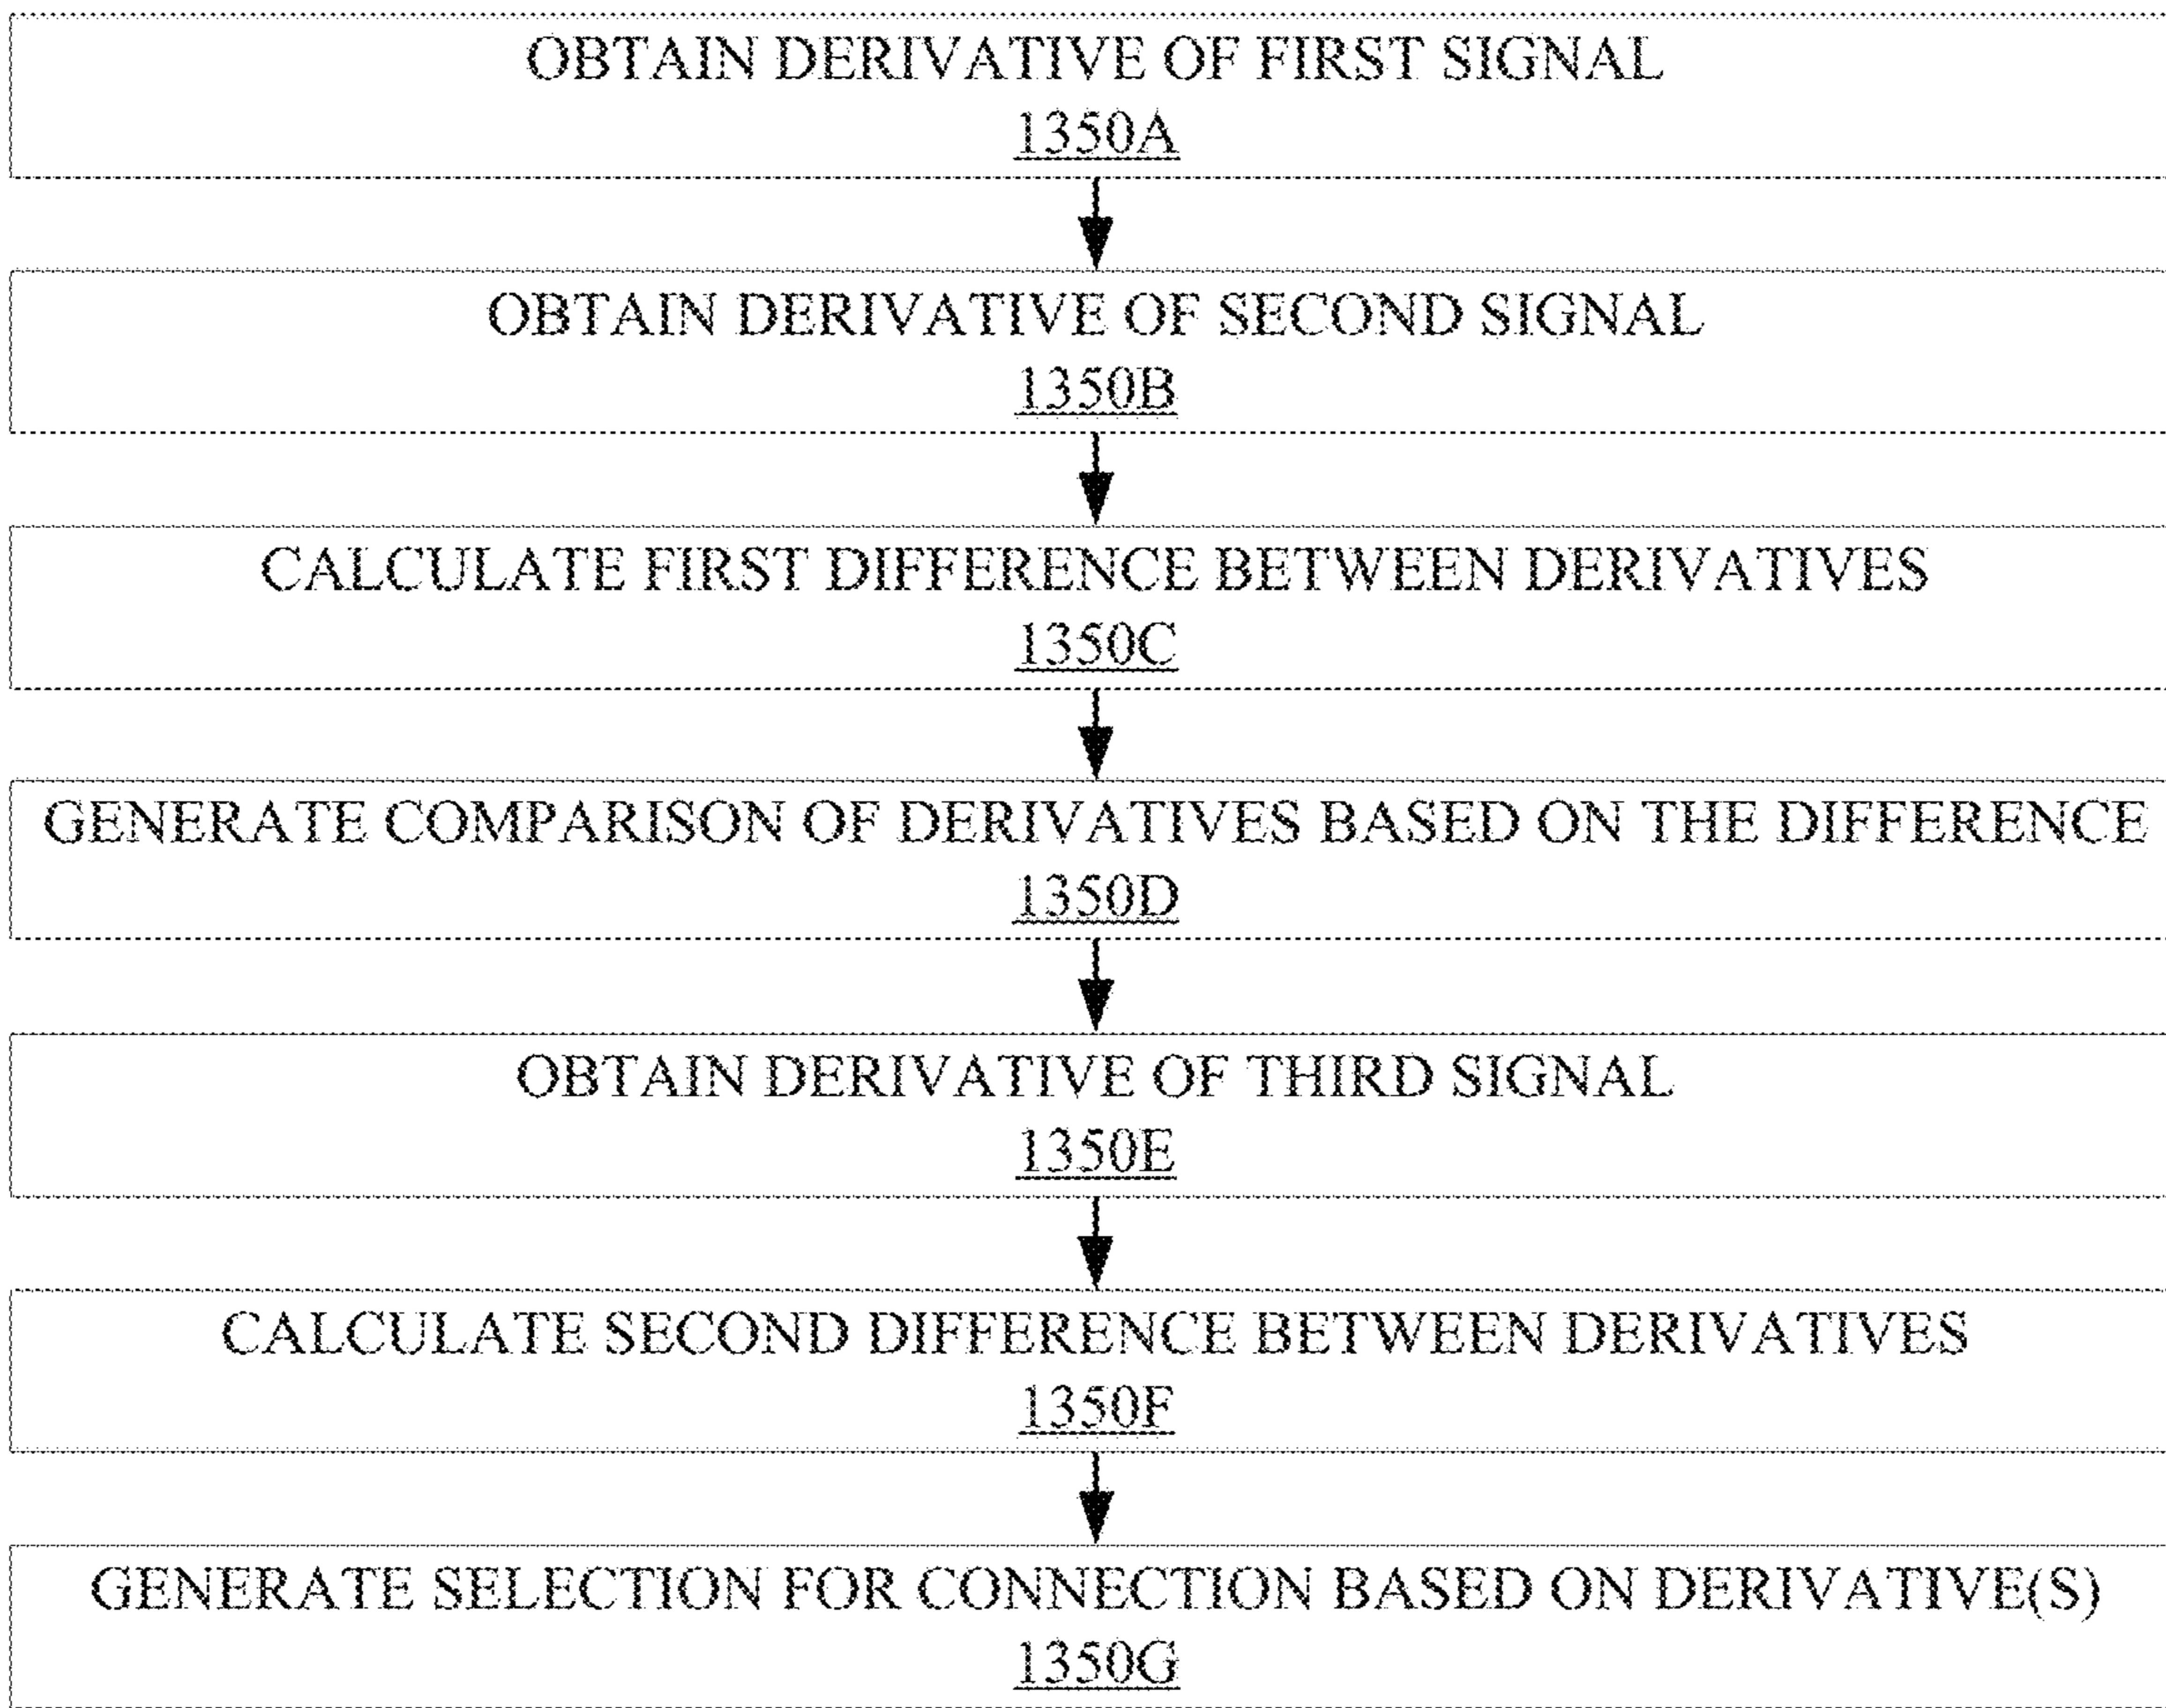 OBTAIN DERIVATIVE OF FIRST SIGNAL
1350A
OBTAIN DERIVATIVE OF SECOND SIGNAL
1350B
CALCULATE FIRST DIFFERENCE BETWEEN DERIVATIVES
1350C
GENERATE COMPARISON OF DERIVATIVES BASED ON THE DIFFERENCE
1350D
OBTAIN DERIVATIVE OF THIRD SIGNAL
1350E
CALCULATE SECOND DIFFERENCE BETWEEN DERIVATIVES
1350F
GENERATE SELECTION FOR CONNECTION BASED ON DERIVATIVE(S)
1350G